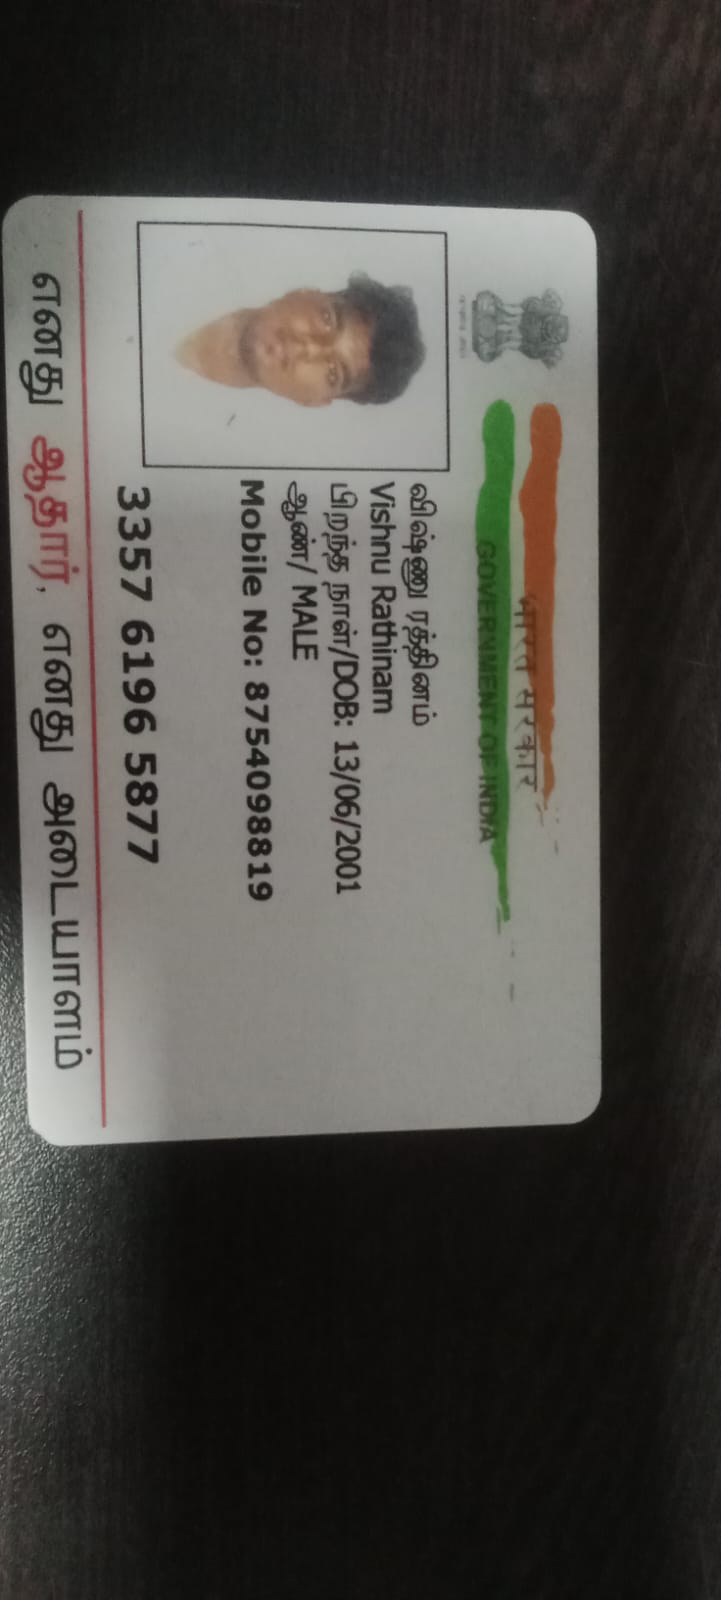 भारत सरकार
GOVERNMENT OF INDIA
விஷ்ணு ரத்தினம்
Vishnu Rathinam
பிறந்த நாள்/DOB: 13/06/2001
ஆண்/ MALE
Mobile No: 8754098819
3357 6196 5877
எனது ஆதார், எனது அடையாளம்